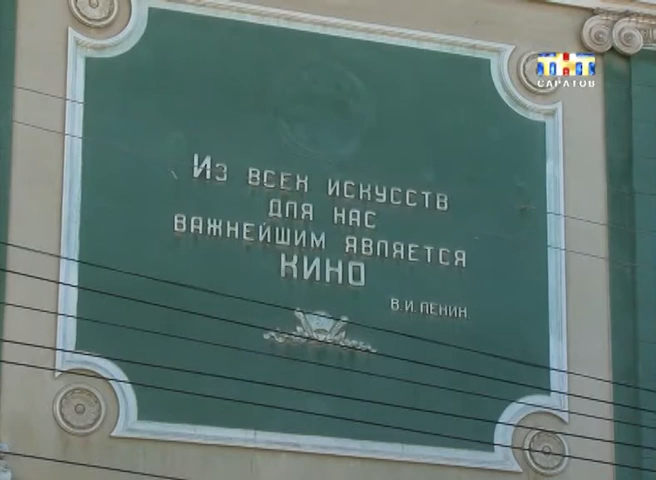 ТНТ
САРАТОВ
Из всех искусств
для нас
важнейшим является
кино
В.И. Ленин